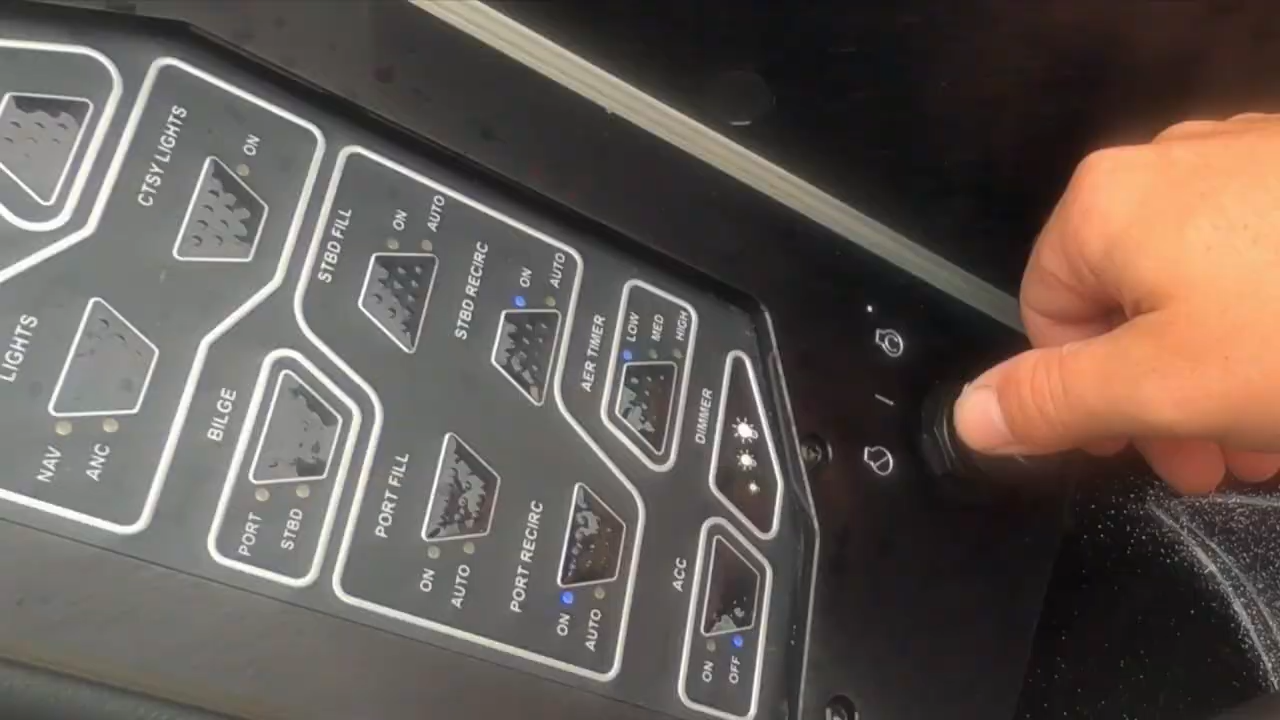 CTSY LIGHTS
ON
LIGHTS
NAV
ANC
BILGE
PORT
STBD
STBD FILL
ON
AUTO
STBD RECIRC
ON
AUTO
PORT FILL
ON
AUTO
PORT RECIRC
ON
AUTO
AER TIMER
LOW
MED
HIGH
DIMMER
ACC
ON
OFF